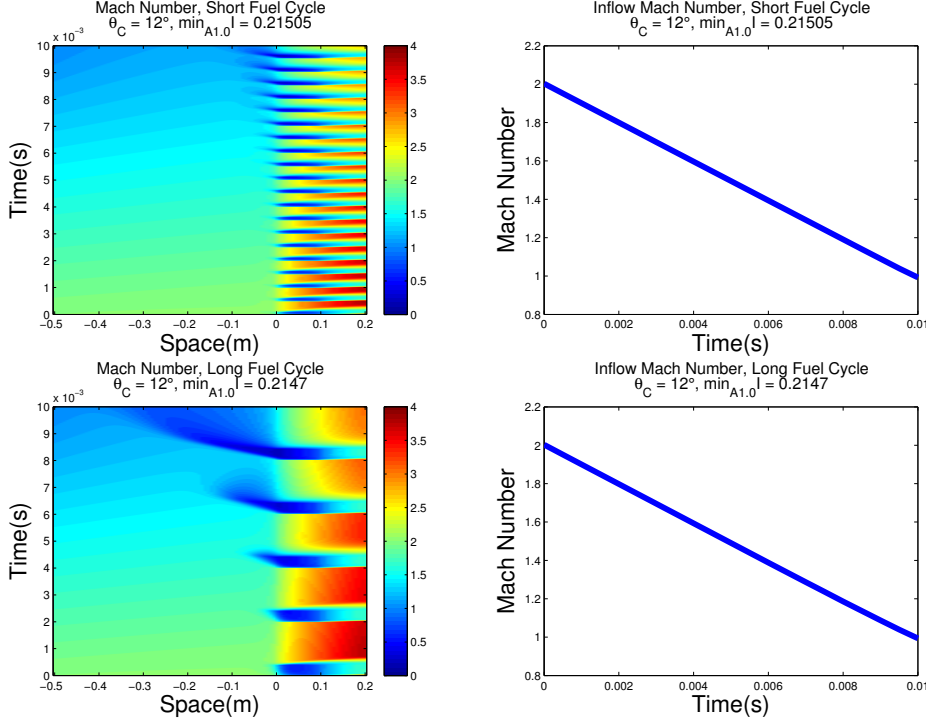 Mach Number, Short Fuel Cycle
θC = 12°, minA1.0 I = 0.21505
x 10⁻³
10
9
8
7
6
5
4
3
2
1
0
Time(s)
−0.5 −0.4 −0.3 −0.2 −0.1 0 0.1 0.2
Space(m)
4
3.5
3
2.5
2
1.5
1
0.5
0
Inflow Mach Number, Short Fuel Cycle
θC = 12°, minA1.0 I = 0.21505
2.2
2
1.8
1.6
1.4
1.2
1
0.8
Mach Number
0 0.002 0.004 0.006 0.008 0.01
Time(s)
Mach Number, Long Fuel Cycle
θC = 12°, minA1.0 I = 0.2147
x 10⁻³
10
9
8
7
6
5
4
3
2
1
0
Time(s)
−0.5 −0.4 −0.3 −0.2 −0.1 0 0.1 0.2
Space(m)
4
3.5
3
2.5
2
1.5
1
0.5
0
Inflow Mach Number, Long Fuel Cycle
θC = 12°, minA1.0 I = 0.2147
2.2
2
1.8
1.6
1.4
1.2
1
0.8
Mach Number
0 0.002 0.004 0.006 0.008 0.01
Time(s)